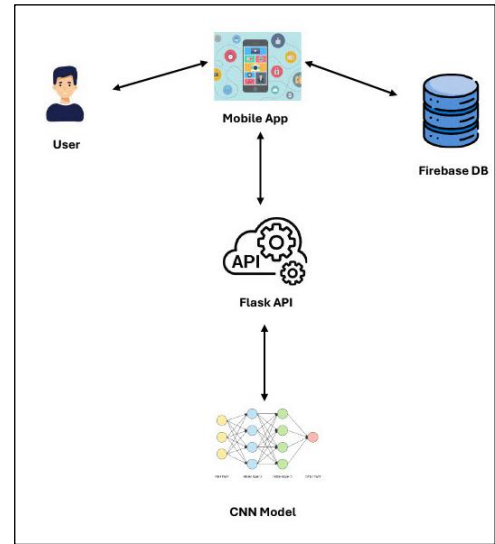 Mobile App
User
Firebase DB
API
Flask API
CNN Model